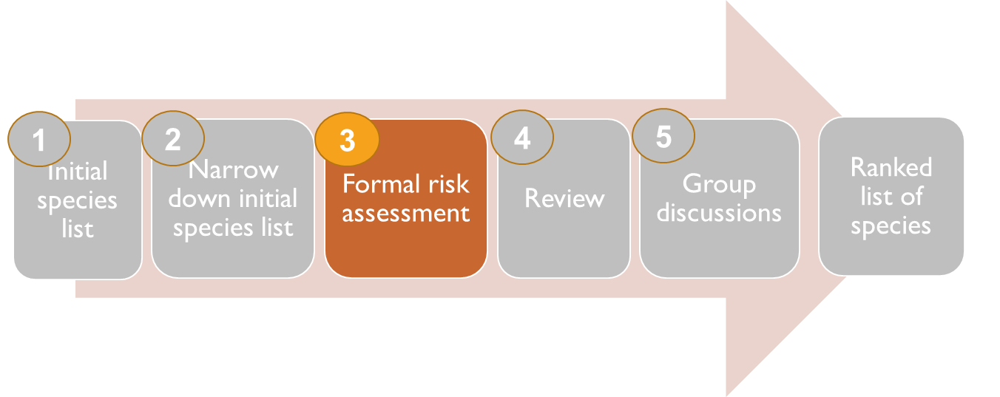 1
Initial
species
list
2
Narrow
down initial
species list
3
Formal risk
assessment
4
Review
5
Group
discussions
Ranked
list of
species